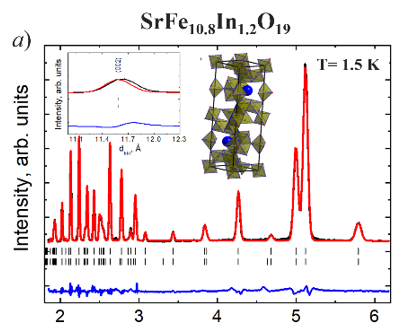 SrFe10.8In1.2O19
a)
T= 1.5 K
Intensity, arb. units
(002)
11.4 11.7 12.0 12.3
Intensity, arb. units
2 3 4 5 6